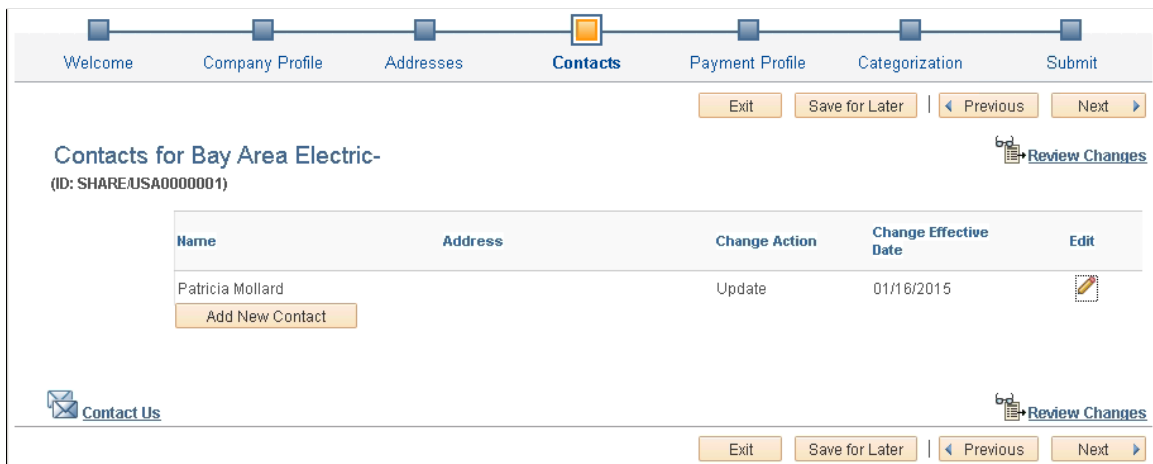 Welcome Company Profile Addresses Contacts Payment Profile Categorization Submit
Exit Save for Later | Previous Next
Contacts for Bay Area Electric-
Review Changes
(ID: SHARE/USA0000001)
Name Address Change Action Change Effective Date Edit
Patricia Mollard Update 01/16/2015
Add New Contact
Contact Us Review Changes
Exit Save for Later | Previous Next